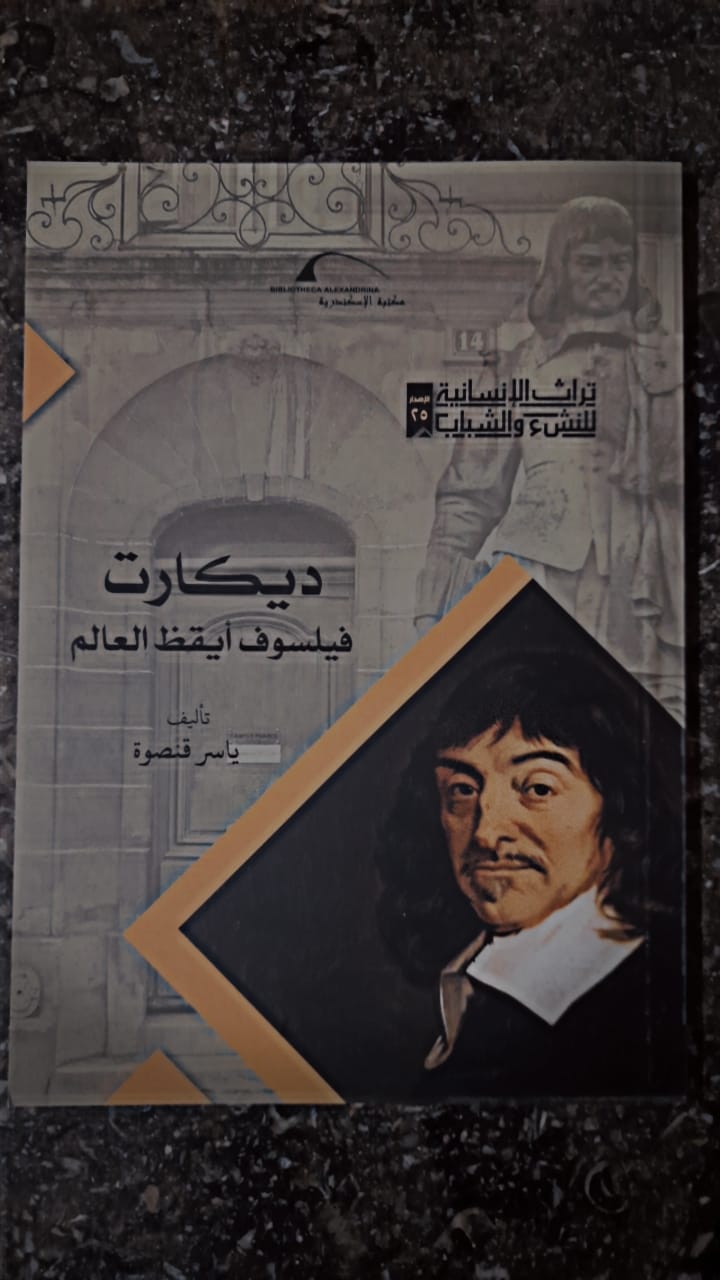 BIBLIOTHECA ALEXANDRINA
مكتبة الإسكندرية
14
تراث الإنسانية
للنشء والشباب
الإصدار
٢٥
ديكارت
فيلسوف أيقظ العالم
تأليف
ياسر قنصوة